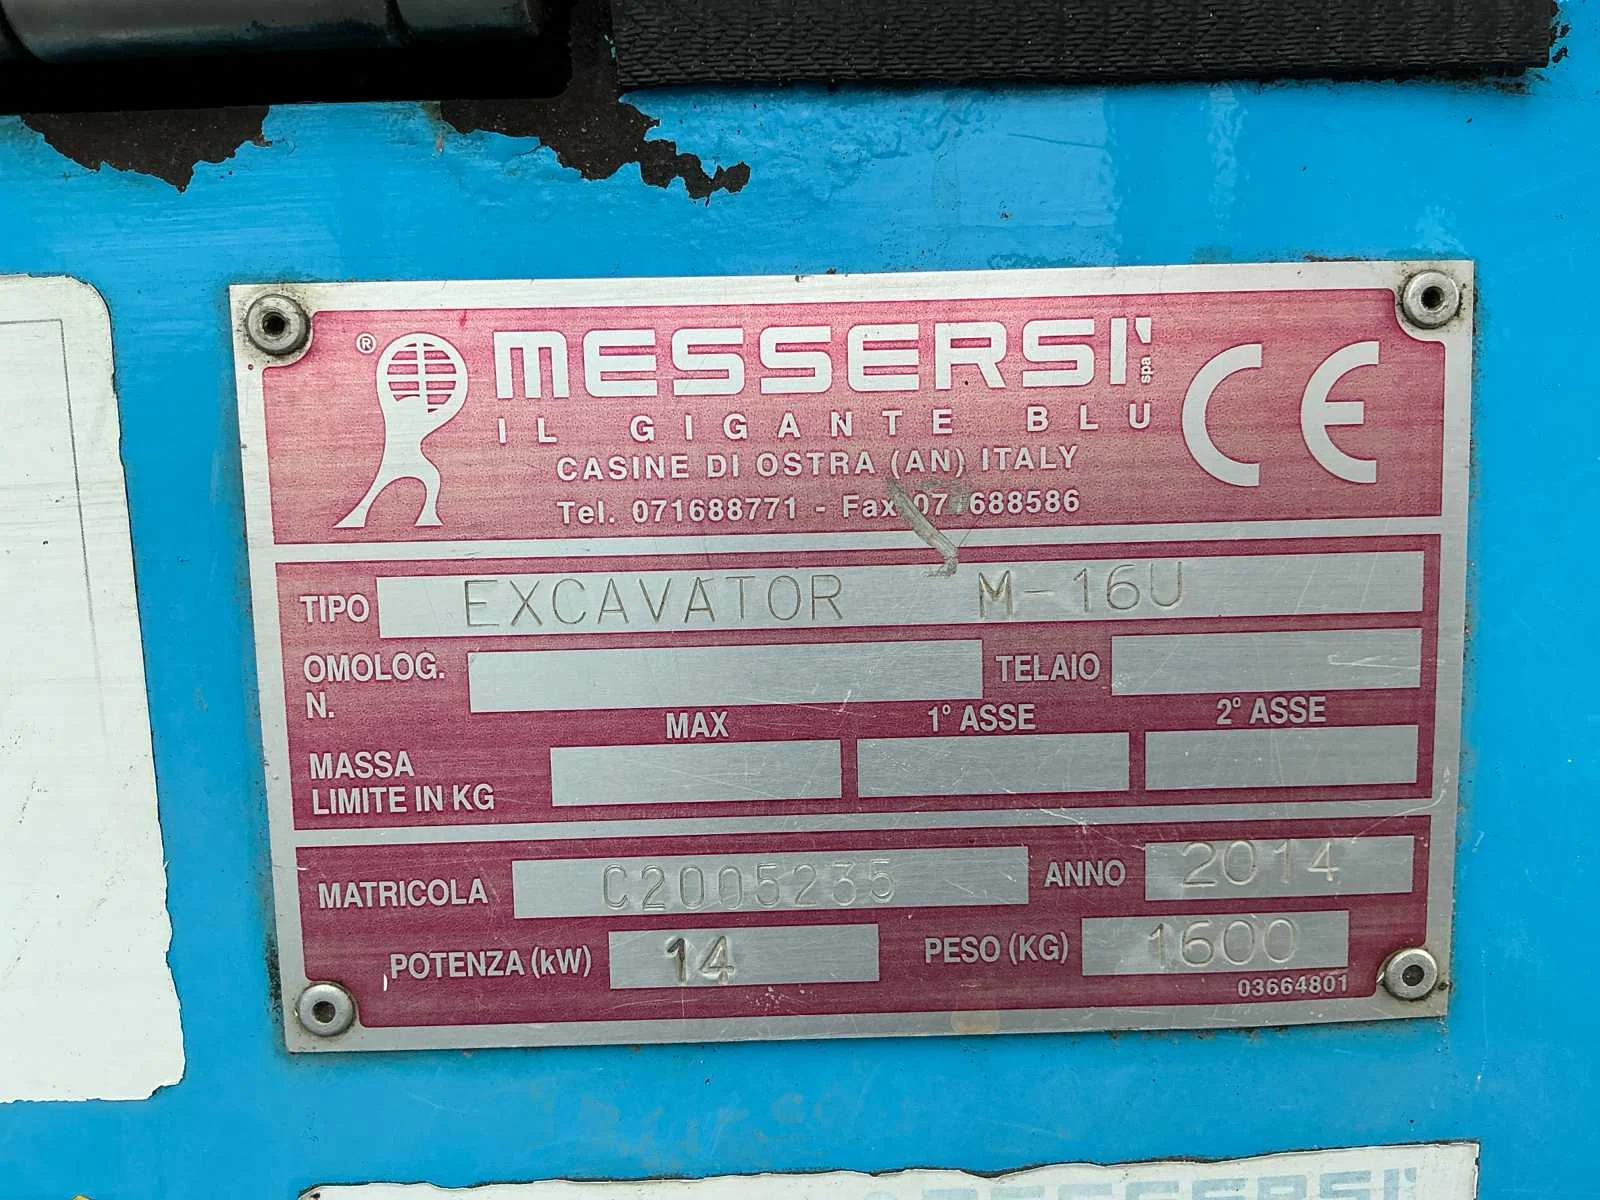 ® MESSERSI' spa
IL GIGANTE BLU
CASINE DI OSTRA (AN) ITALY
Tel. 071688771 - Fax 071688586
CE
TIPO EXCAVATOR M-16U
OMOLOG. N. TELAIO
MAX 1° ASSE 2° ASSE
MASSA LIMITE IN KG
MATRICOLA C2005235 ANNO 2014
POTENZA (kW) 14 PESO (KG) 1600
03664801
MESSERSI'